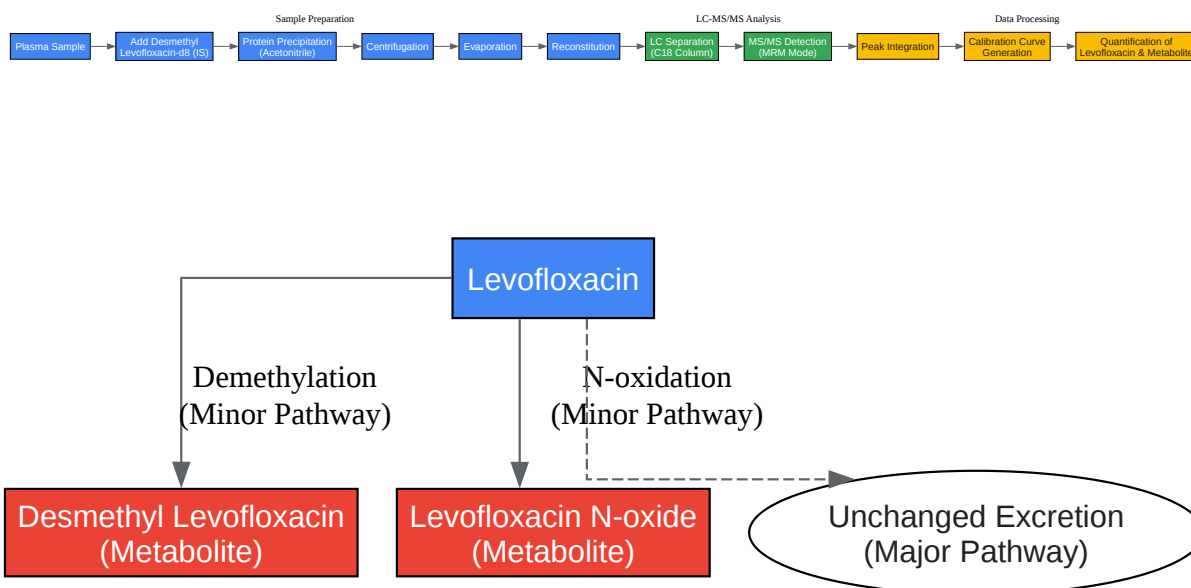 Sample Preparation
LC-MS/MS Analysis
Data Processing
Plasma Sample
Add Desmethyl
Levofloxacin-d8 (IS)
Protein Precipitation
(Acetonitrile)
Centrifugation
Evaporation
Reconstitution
LC Separation
(C18 Column)
MS/MS Detection
(MRM Mode)
Peak Integration
Calibration Curve
Generation
Quantification of
Levofloxacin & Metabolite
Levofloxacin
Demethylation
(Minor Pathway)
N-oxidation
(Minor Pathway)
Desmethyl Levofloxacin
(Metabolite)
Levofloxacin N-oxide
(Metabolite)
Unchanged Excretion
(Major Pathway)